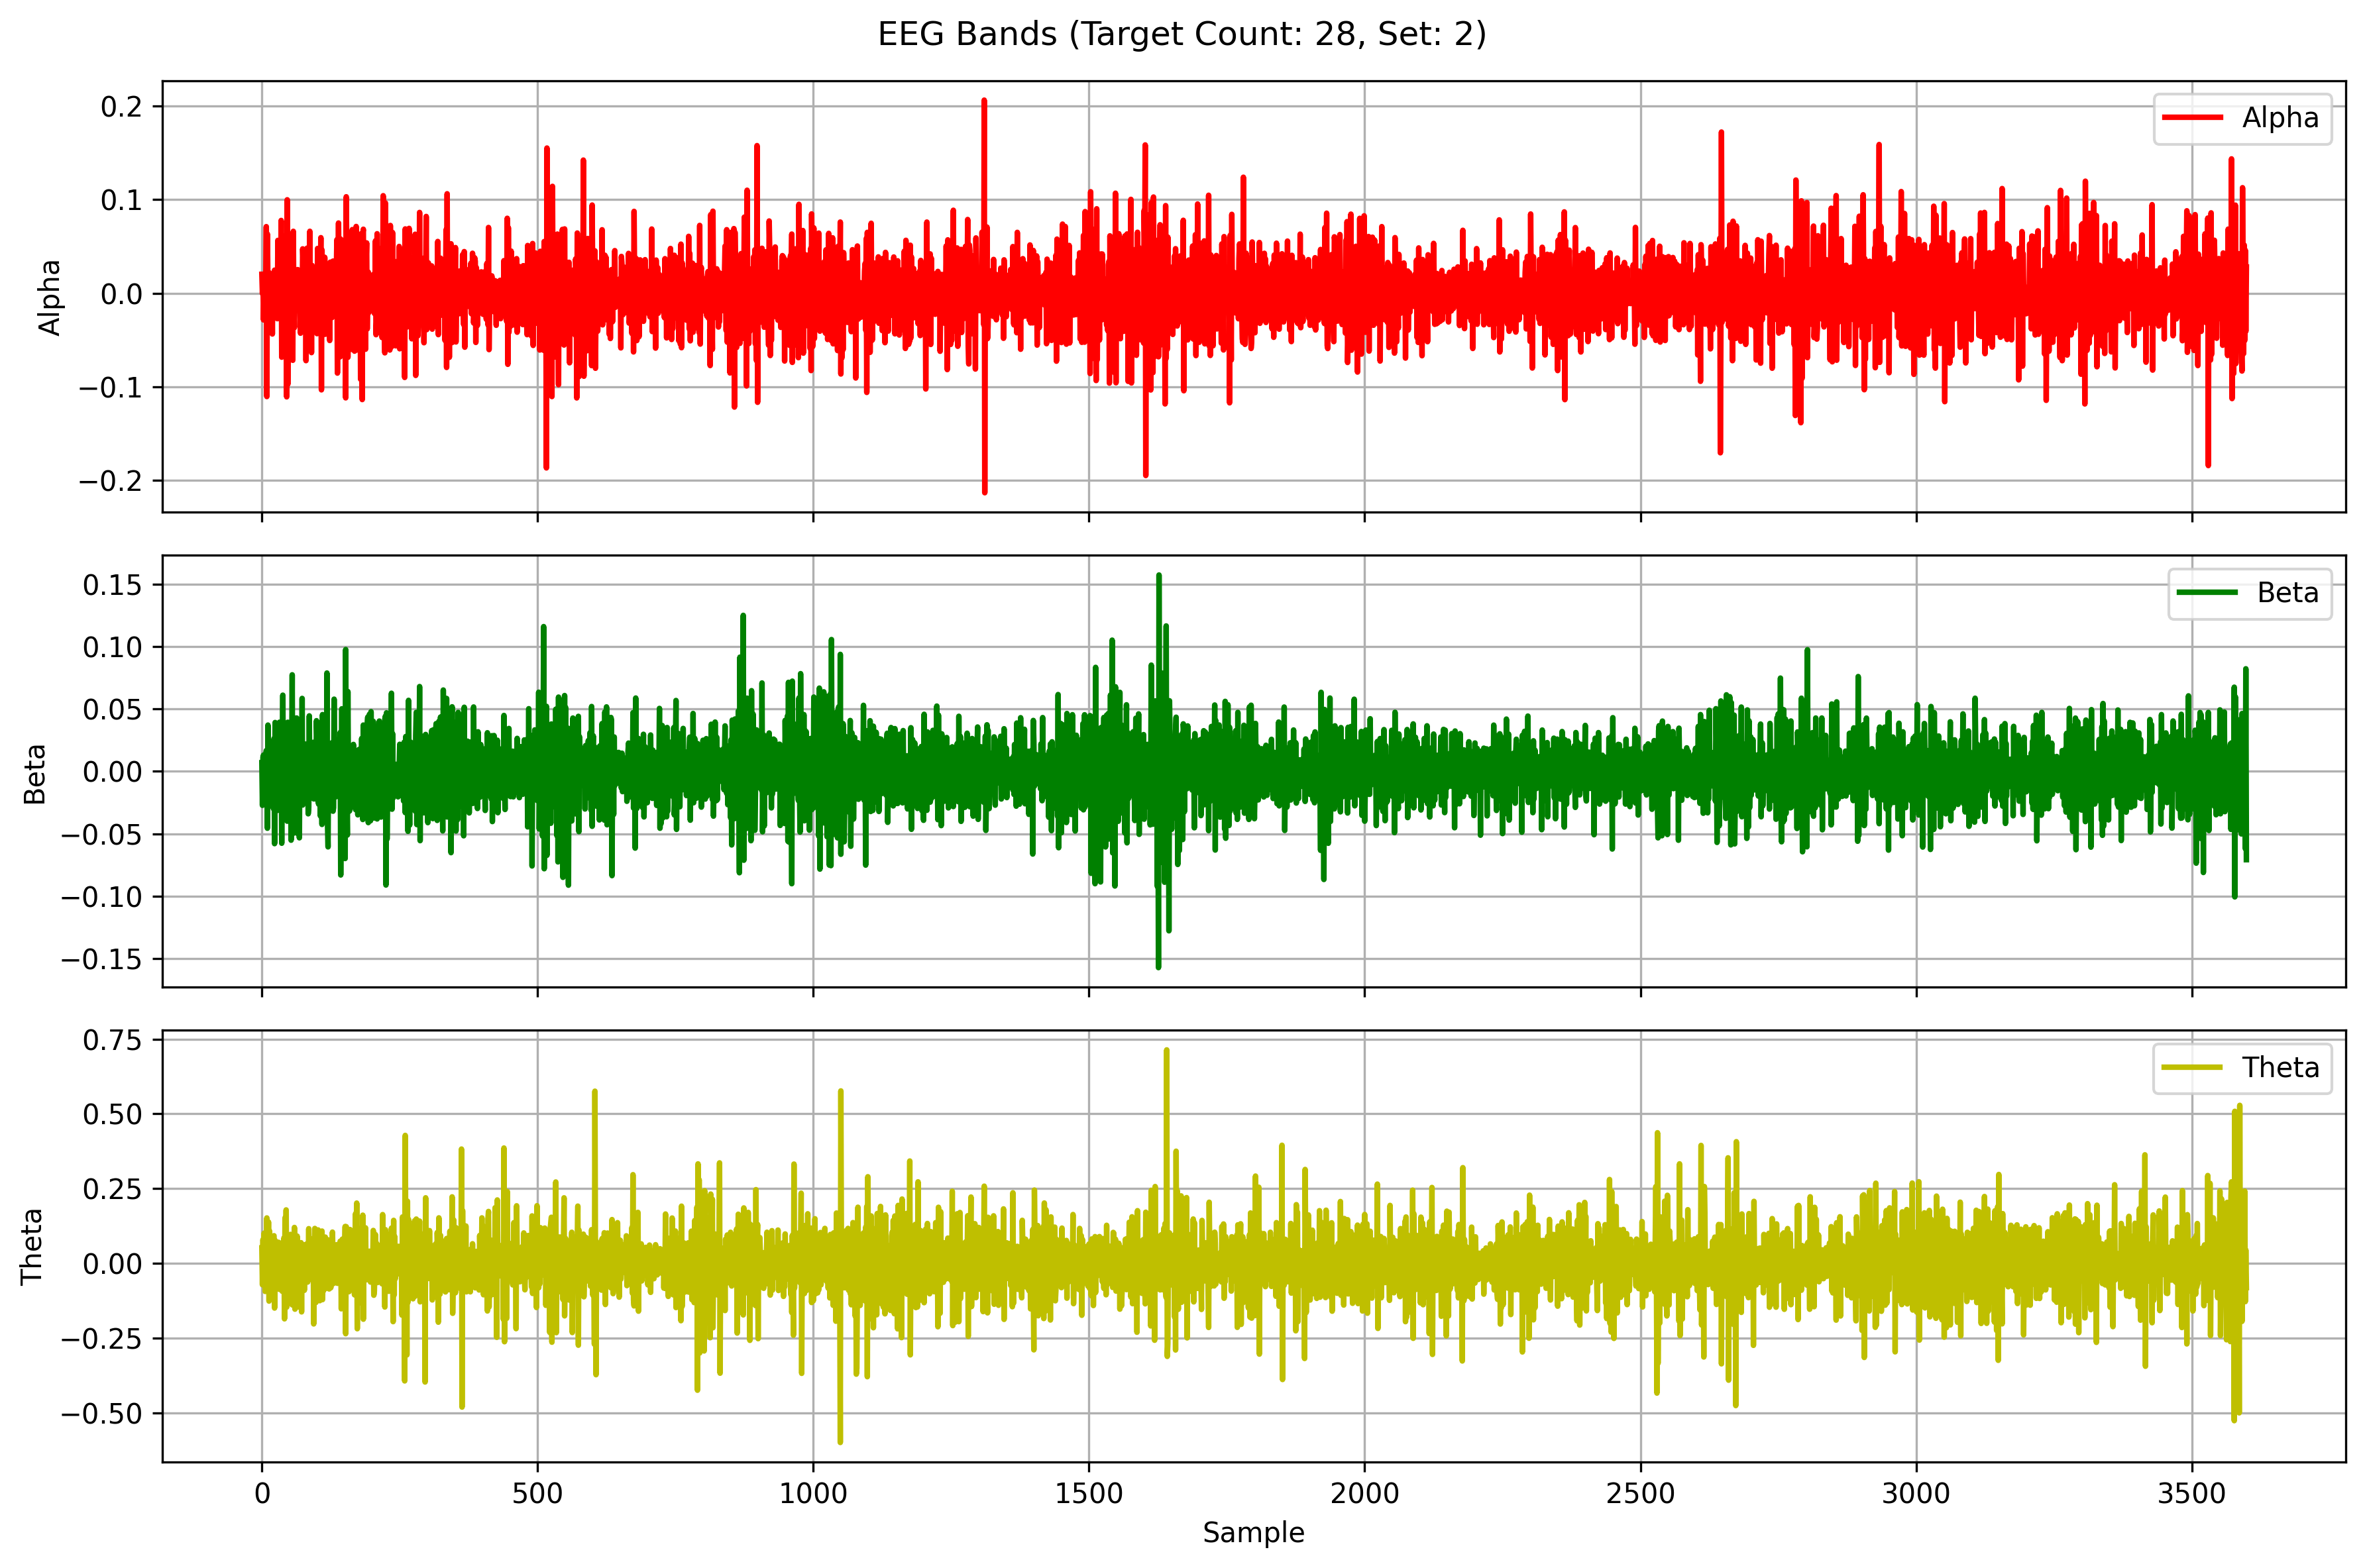 EEG Bands (Target Count: 28, Set: 2)
0.2
0.1
0.0
−0.1
−0.2
Alpha
Alpha
0.15
0.10
0.05
0.00
−0.05
−0.10
−0.15
Beta
Beta
0.75
0.50
0.25
0.00
−0.25
−0.50
Theta
Theta
0 500 1000 1500 2000 2500 3000 3500
Sample